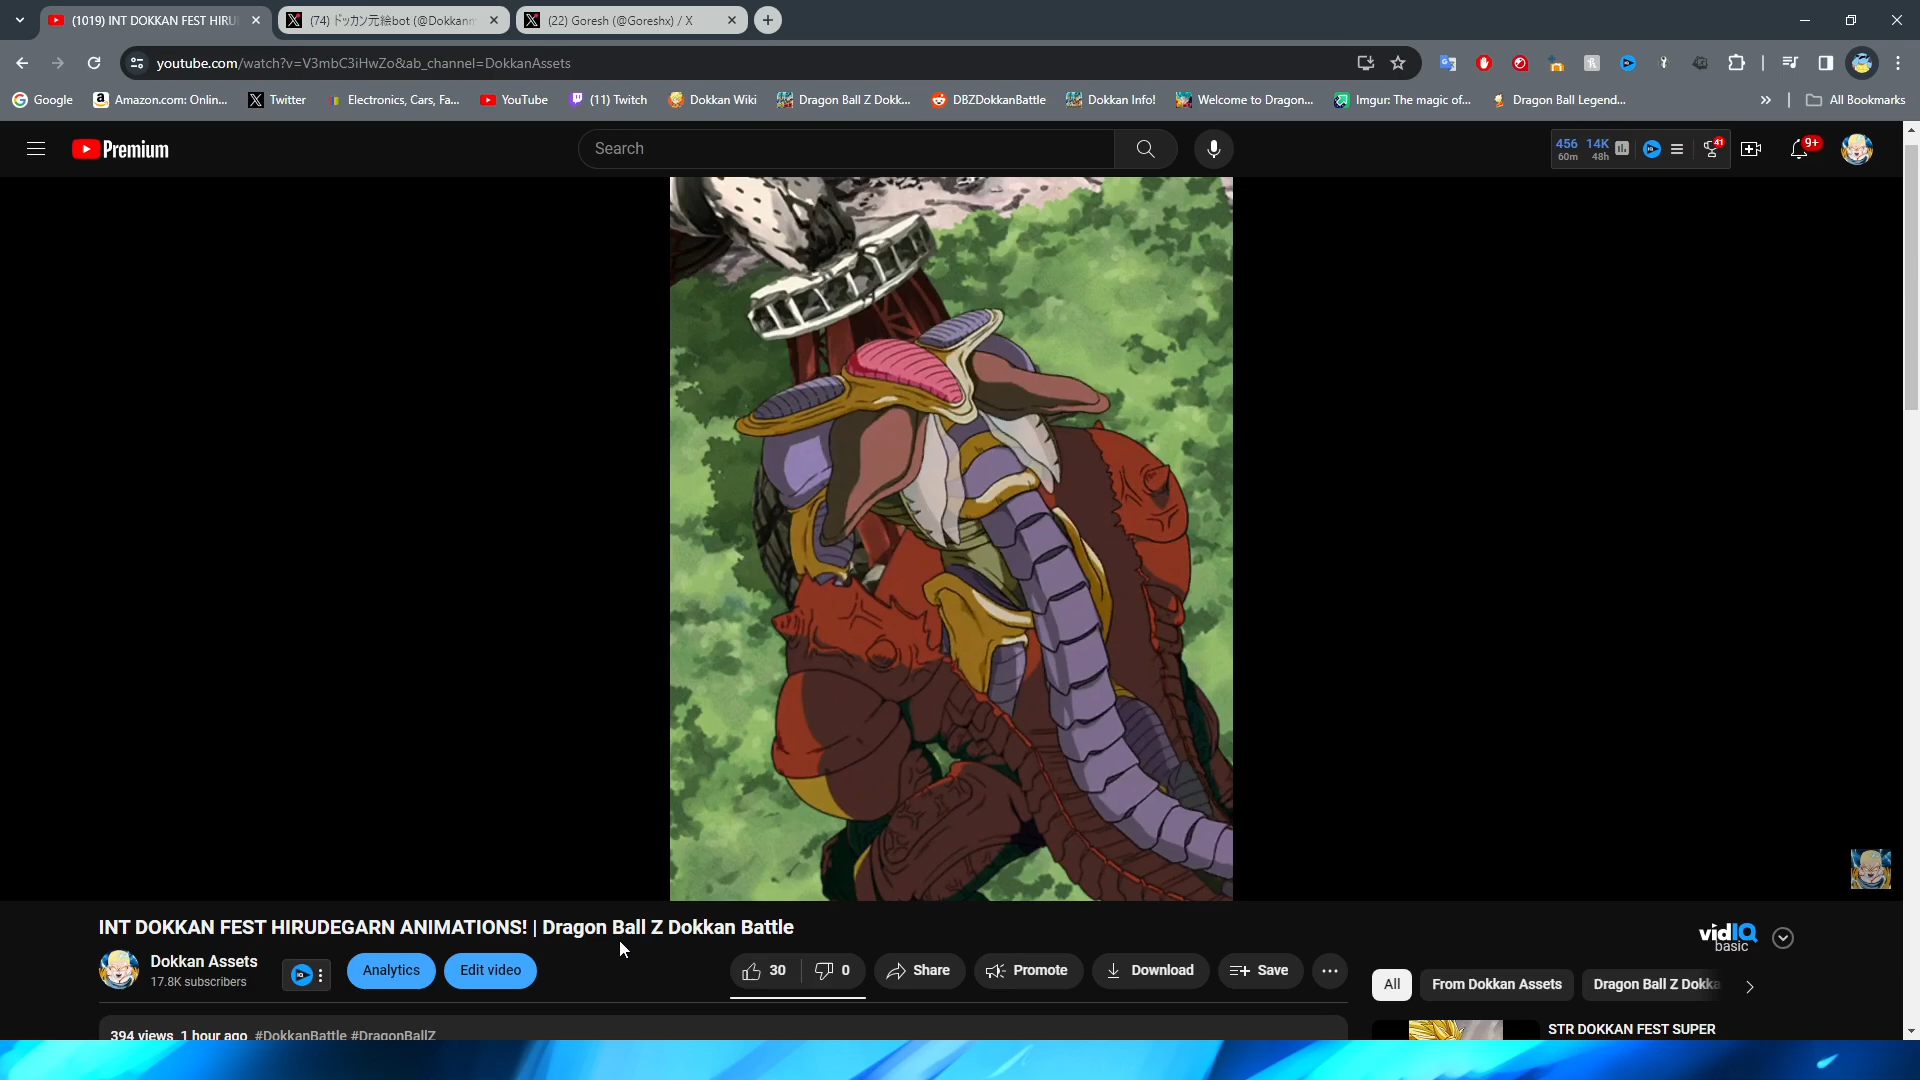 (1019) INT DOKKAN FEST HIRU
(74) ドッカン元絵bot (@Dokkanm
(22) Goresh (@Goreshx) / X
youtube.com/watch?v=V3mbC3iHwZo&ab_channel=DokkanAssets
Google
Amazon.com: Onlin...
Twitter
Electronics, Cars, Fa...
YouTube
(11) Twitch
Dokkan Wiki
Dragon Ball Z Dokk...
DBZDokkanBattle
Dokkan Info!
Welcome to Dragon...
Imgur: The magic of...
Dragon Ball Legend...
All Bookmarks
Premium
Search
456 14K
60m 48h
41
9+
INT DOKKAN FEST HIRUDEGARN ANIMATIONS! | Dragon Ball Z Dokkan Battle
Dokkan Assets
17.8K subscribers
Analytics
Edit video
30
0
Share
Promote
Download
Save
vidIQ
basic
All
From Dokkan Assets
Dragon Ball Z Dokka
394 views 1 hour ago #DokkanBattle #DragonBallZ
STR DOKKAN FEST SUPER